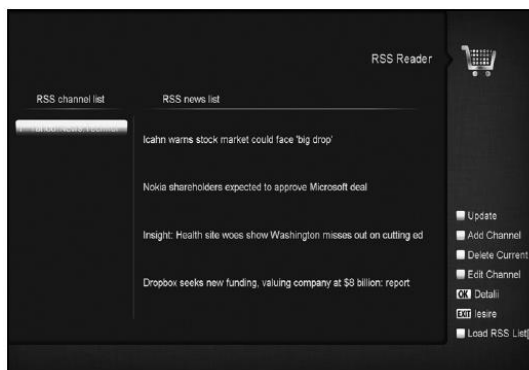 RSS Reader
RSS channel list
RSS news list
Icahn warns stock market could face 'big drop'
Nokia shareholders expected to approve Microsoft deal
Insight: Health site woes show Washington misses out on cutting ed
Dropbox seeks new funding, valuing company at $8 billion: report
Update
Add Channel
Delete Current
Edit Channel
OK Detalii
EXIT Iesire
Load RSS List